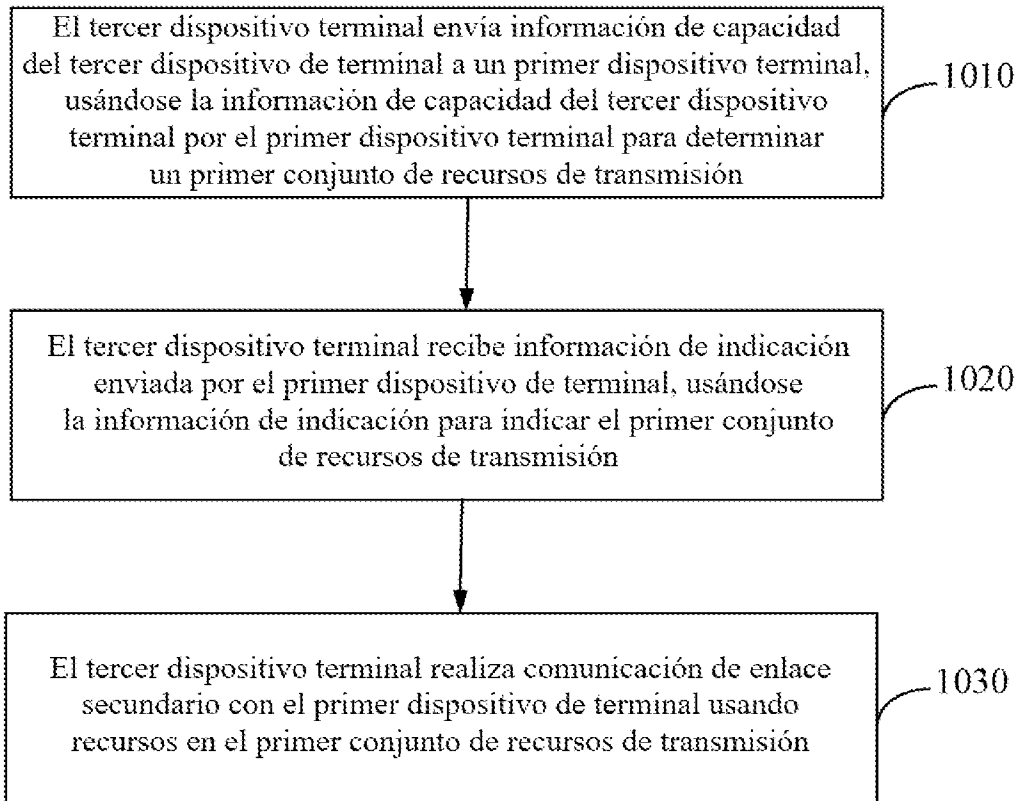 El tercer dispositivo terminal envía información de capacidad
del tercer dispositivo de terminal a un primer dispositivo terminal,
usándose la información de capacidad del tercer dispositivo
terminal por el primer dispositivo terminal para determinar
un primer conjunto de recursos de transmisión
1010
El tercer dispositivo terminal recibe información de indicación
enviada por el primer dispositivo de terminal, usándose
la información de indicación para indicar el primer conjunto
de recursos de transmisión
1020
El tercer dispositivo terminal realiza comunicación de enlace
secundario con el primer dispositivo de terminal usando
recursos en el primer conjunto de recursos de transmisión
1030